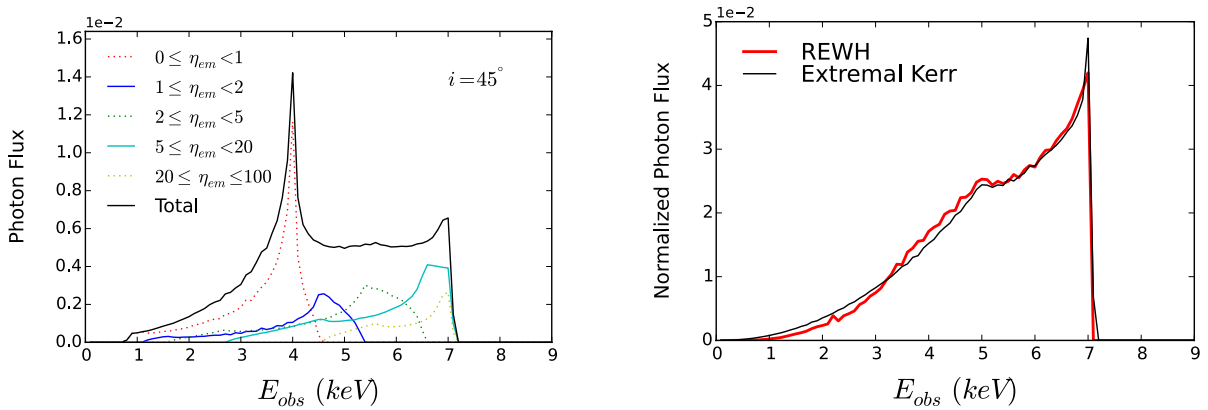 1e-2
1.6
1.4
1.2
1.0
0.8
0.6
0.4
0.2
0.0
Photon Flux
0 ≤ η_em < 1
1 ≤ η_em < 2
2 ≤ η_em < 5
5 ≤ η_em < 20
20 ≤ η_em ≤ 100
Total
i = 45°
0 1 2 3 4 5 6 7 8 9
E_obs (keV)
1e-2
5
4
3
2
1
0
Normalized Photon Flux
REWH
Extremal Kerr
0 1 2 3 4 5 6 7 8 9
E_obs (keV)